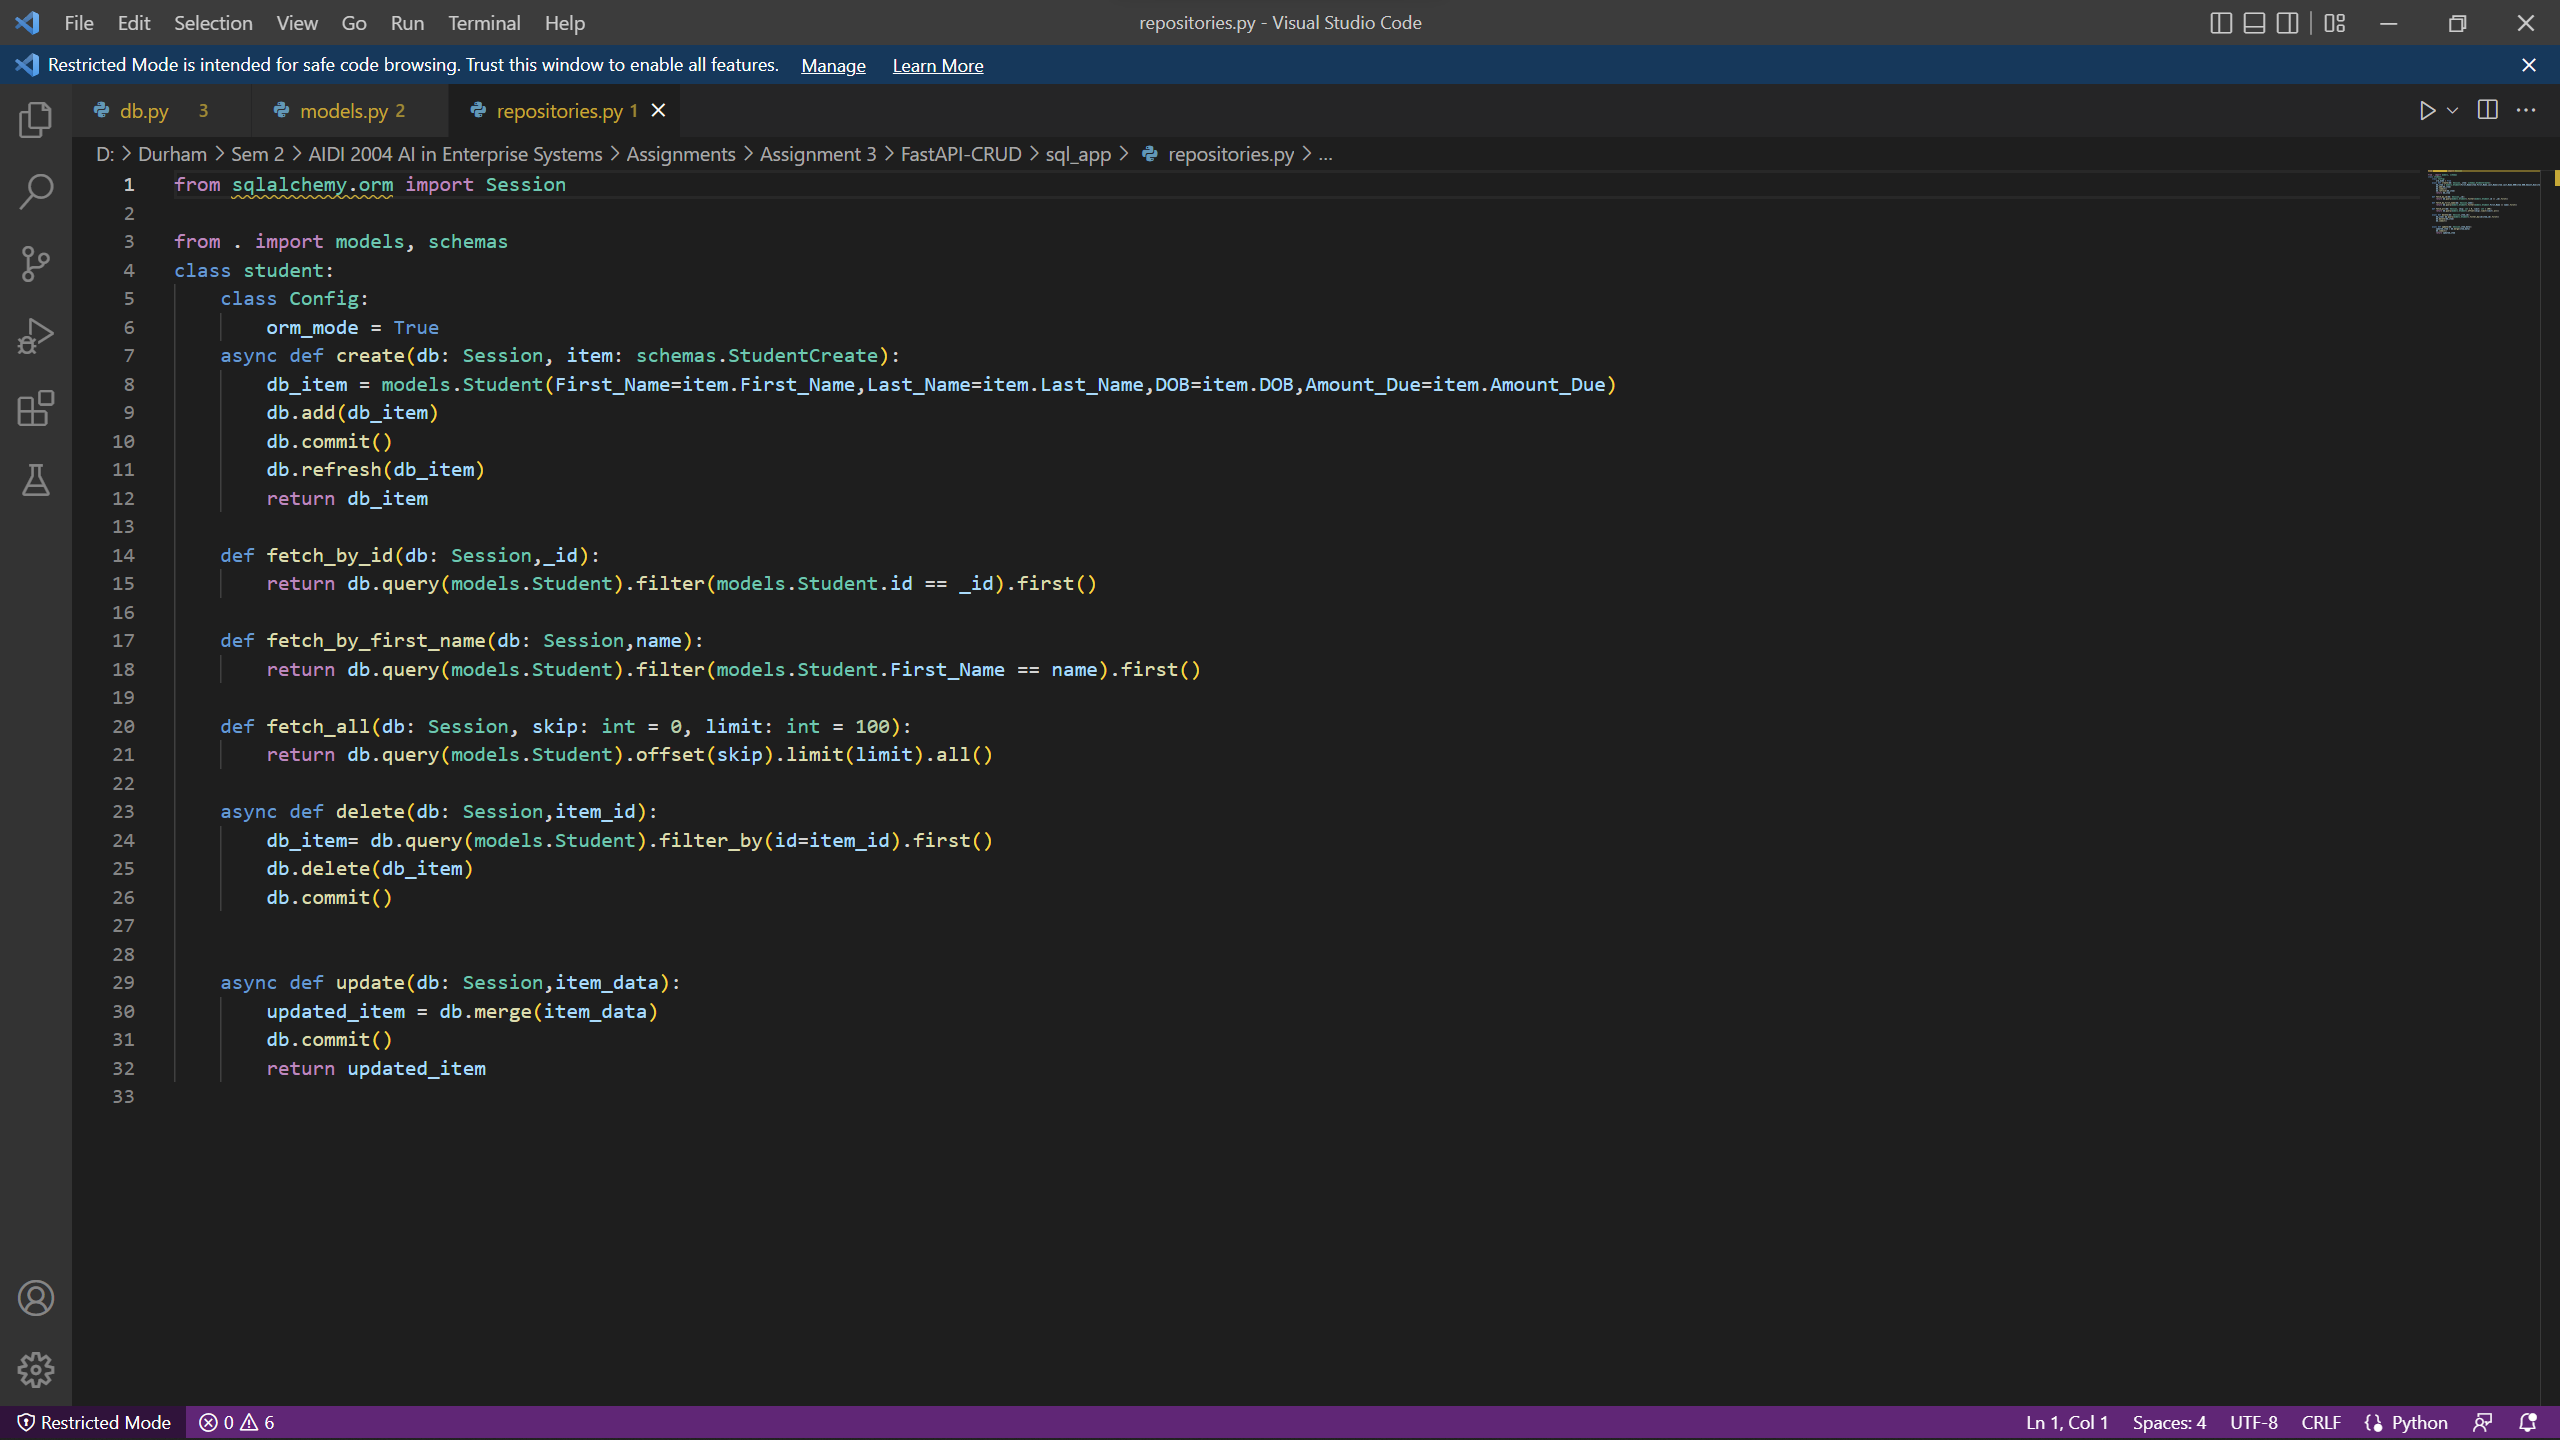 File Edit Selection View Go Run Terminal Help repositories.py - Visual Studio Code
Restricted Mode is intended for safe code browsing. Trust this window to enable all features. Manage Learn More
db.py 3 models.py 2 repositories.py 1
D: > Durham > Sem 2 > AIDI 2004 AI in Enterprise Systems > Assignments > Assignment 3 > FastAPI-CRUD > sql_app > repositories.py > ...
1 from sqlalchemy.orm import Session
2
3 from . import models, schemas
4 class student:
5     class Config:
6         orm_mode = True
7     async def create(db: Session, item: schemas.StudentCreate):
8         db_item = models.Student(First_Name=item.First_Name,Last_Name=item.Last_Name,DOB=item.DOB,Amount_Due=item.Amount_Due)
9         db.add(db_item)
10         db.commit()
11         db.refresh(db_item)
12         return db_item
13
14     def fetch_by_id(db: Session,_id):
15         return db.query(models.Student).filter(models.Student.id == _id).first()
16
17     def fetch_by_first_name(db: Session,name):
18         return db.query(models.Student).filter(models.Student.First_Name == name).first()
19
20     def fetch_all(db: Session, skip: int = 0, limit: int = 100):
21         return db.query(models.Student).offset(skip).limit(limit).all()
22
23     async def delete(db: Session,item_id):
24         db_item= db.query(models.Student).filter_by(id=item_id).first()
25         db.delete(db_item)
26         db.commit()
27
28
29     async def update(db: Session,item_data):
30         updated_item = db.merge(item_data)
31         db.commit()
32         return updated_item
33
Restricted Mode 0 6 Ln 1, Col 1 Spaces: 4 UTF-8 CRLF Python